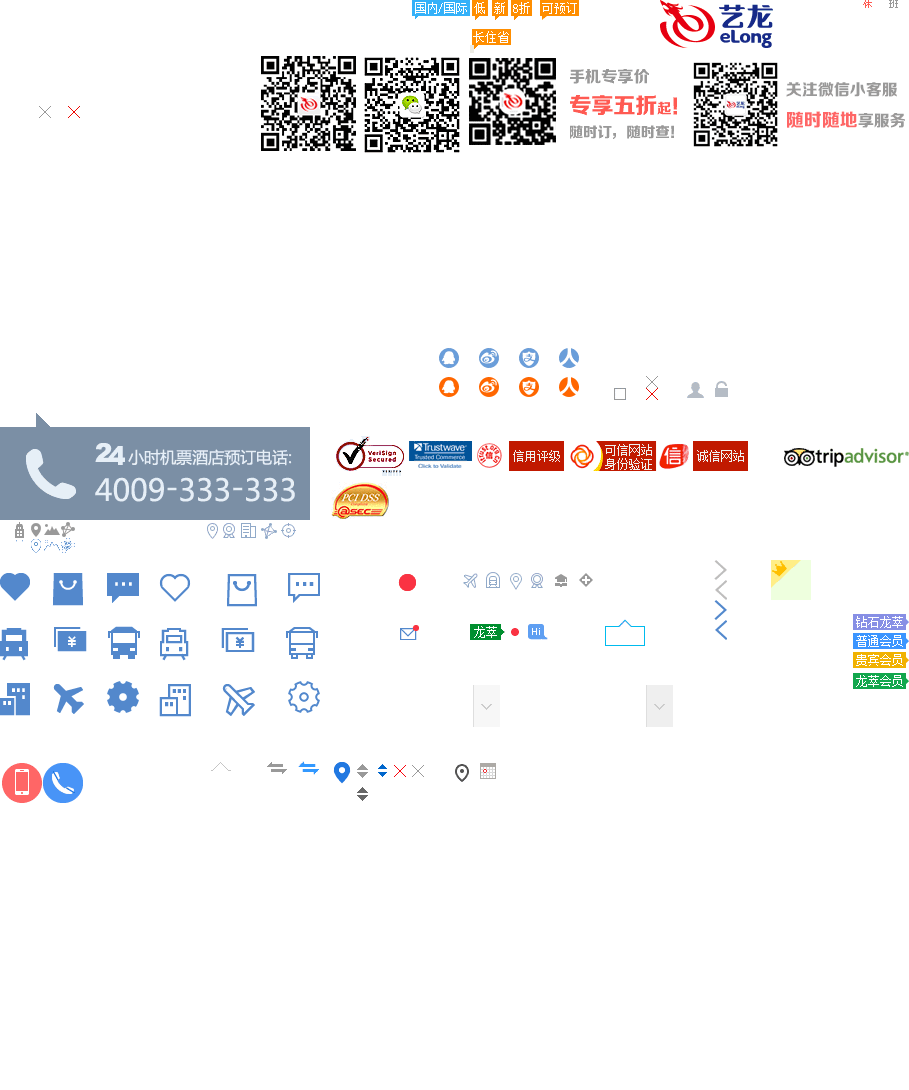 国内/国际
低
新
8折
可预订
休
班
长住省
艺龙
eLong
手机专享价
专享五折起!
随时订，随时查!
关注微信小客服
随时随地享服务
24小时机票酒店预订电话:
4009-333-333
VeriSign
Secured
VERIFY
Trustwave
Trusted Commerce
Click to Validate
信用评级
可信网站
身份验证
信
诚信网站
tripadvisor
PCI DSS
@SEC
龙萃
Hi
钻石龙萃
普通会员
贵宾会员
龙萃会员